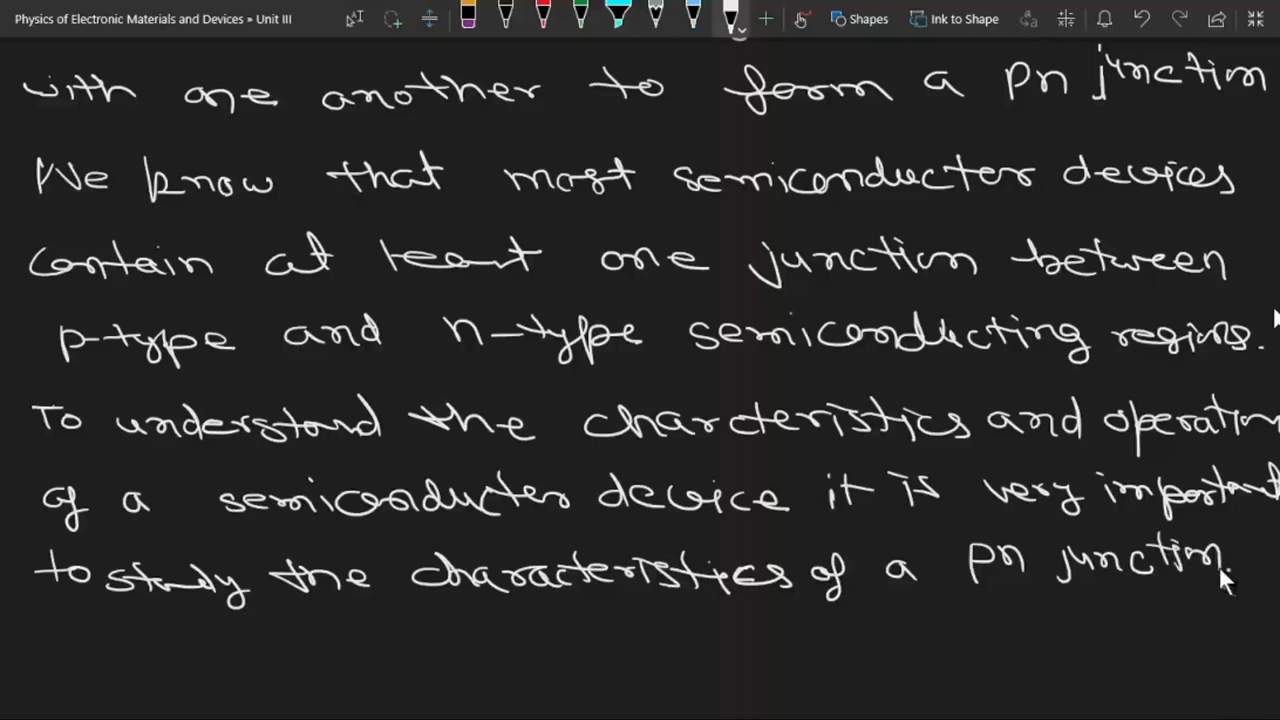 Physics of Electronic Materials and Devices » Unit III
Shapes
Ink to Shape
with one another to form a pn junction
We know that most semiconductor devices
contain at least one junction between
p-type and n-type semiconducting regions.
To understand the charcteristics and operation
of a semiconductor device it is very important
to study the characteristics of a pn junction.